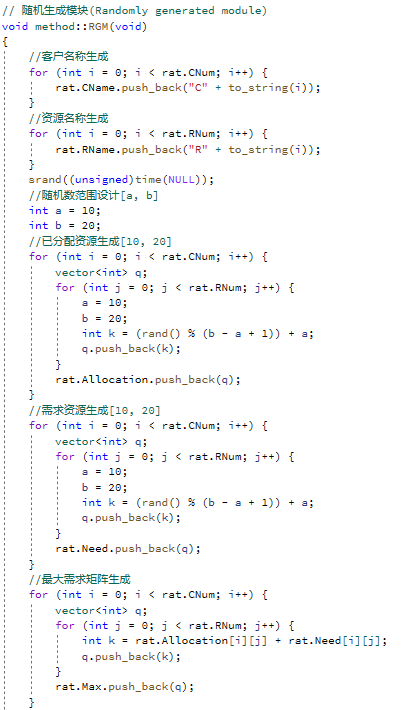 // 随机生成模块(Randomly generated module)
void method::RGM(void)
{
    //客户名称生成
    for (int i = 0; i < rat.CNum; i++) {
        rat.CName.push_back("C" + to_string(i));
    }
    //资源名称生成
    for (int i = 0; i < rat.RNum; i++) {
        rat.RName.push_back("R" + to_string(i));
    }
    srand((unsigned)time(NULL));
    //随机数范围设计[a, b]
    int a = 10;
    int b = 20;
    //已分配资源生成[10, 20]
    for (int i = 0; i < rat.CNum; i++) {
        vector<int> q;
        for (int j = 0; j < rat.RNum; j++) {
            a = 10;
            b = 20;
            int k = (rand() % (b - a + 1)) + a;
            q.push_back(k);
        }
        rat.Allocation.push_back(q);
    }
    //需求资源生成[10, 20]
    for (int i = 0; i < rat.CNum; i++) {
        vector<int> q;
        for (int j = 0; j < rat.RNum; j++) {
            a = 10;
            b = 20;
            int k = (rand() % (b - a + 1)) + a;
            q.push_back(k);
        }
        rat.Need.push_back(q);
    }
    //最大需求矩阵生成
    for (int i = 0; i < rat.CNum; i++) {
        vector<int> q;
        for (int j = 0; j < rat.RNum; j++) {
            int k = rat.Allocation[i][j] + rat.Need[i][j];
            q.push_back(k);
        }
        rat.Max.push_back(q);
    }